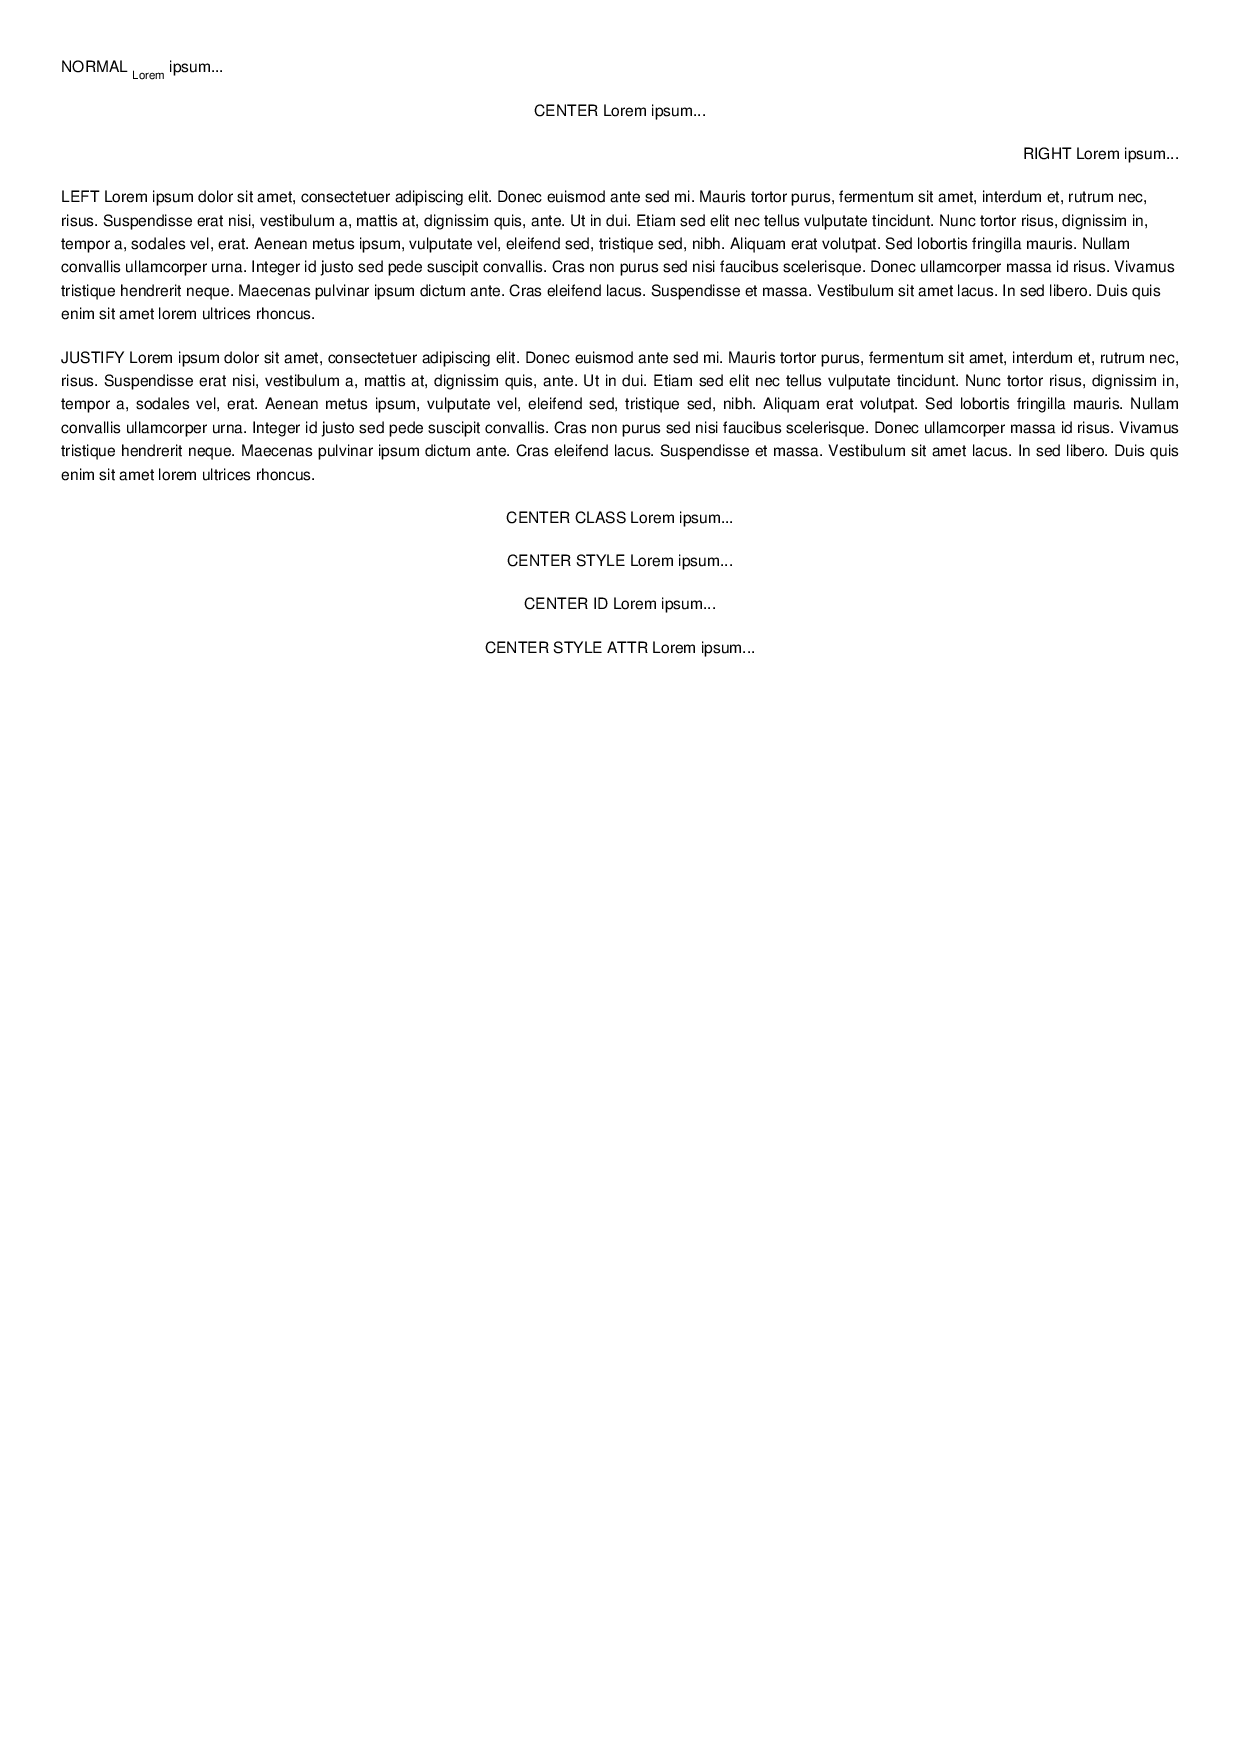 NORMAL Lorem ipsum...
CENTER Lorem ipsum...
RIGHT Lorem ipsum...
LEFT Lorem ipsum dolor sit amet, consectetuer adipiscing elit. Donec euismod ante sed mi. Mauris tortor purus, fermentum sit amet, interdum et, rutrum nec,
risus. Suspendisse erat nisi, vestibulum a, mattis at, dignissim quis, ante. Ut in dui. Etiam sed elit nec tellus vulputate tincidunt. Nunc tortor risus, dignissim in,
tempor a, sodales vel, erat. Aenean metus ipsum, vulputate vel, eleifend sed, tristique sed, nibh. Aliquam erat volutpat. Sed lobortis fringilla mauris. Nullam
convallis ullamcorper urna. Integer id justo sed pede suscipit convallis. Cras non purus sed nisi faucibus scelerisque. Donec ullamcorper massa id risus. Vivamus
tristique hendrerit neque. Maecenas pulvinar ipsum dictum ante. Cras eleifend lacus. Suspendisse et massa. Vestibulum sit amet lacus. In sed libero. Duis quis
enim sit amet lorem ultrices rhoncus.
JUSTIFY Lorem ipsum dolor sit amet, consectetuer adipiscing elit. Donec euismod ante sed mi. Mauris tortor purus, fermentum sit amet, interdum et, rutrum nec,
risus. Suspendisse erat nisi, vestibulum a, mattis at, dignissim quis, ante. Ut in dui. Etiam sed elit nec tellus vulputate tincidunt. Nunc tortor risus, dignissim in,
tempor a, sodales vel, erat. Aenean metus ipsum, vulputate vel, eleifend sed, tristique sed, nibh. Aliquam erat volutpat. Sed lobortis fringilla mauris. Nullam
convallis ullamcorper urna. Integer id justo sed pede suscipit convallis. Cras non purus sed nisi faucibus scelerisque. Donec ullamcorper massa id risus. Vivamus
tristique hendrerit neque. Maecenas pulvinar ipsum dictum ante. Cras eleifend lacus. Suspendisse et massa. Vestibulum sit amet lacus. In sed libero. Duis quis
enim sit amet lorem ultrices rhoncus.
CENTER CLASS Lorem ipsum...
CENTER STYLE Lorem ipsum...
CENTER ID Lorem ipsum...
CENTER STYLE ATTR Lorem ipsum...